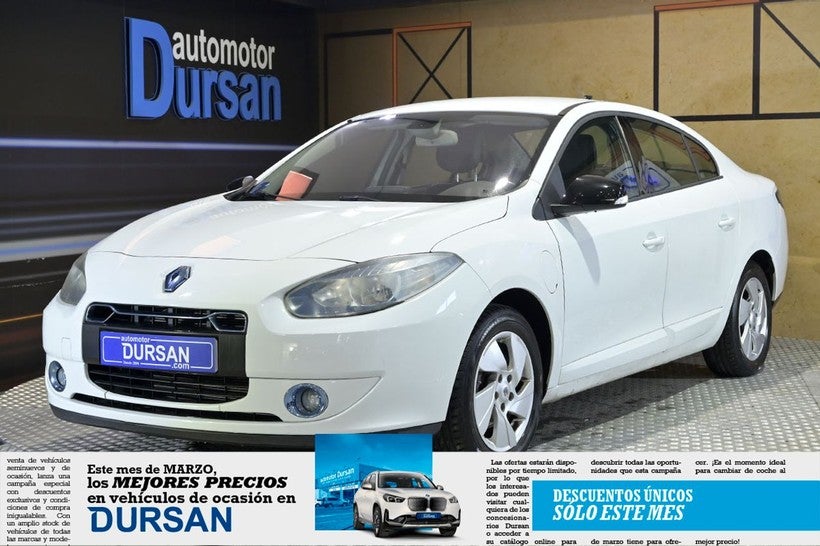 automotor
Dursan
automotor
DURSAN
.com
Desde 1996
venta de vehículos
seminuevos y de
ocasión, lanza una
campaña especial
con descuentos
exclusivos y condi-
ciones de compra
inigualables. Con
un amplio stock de
vehículos de todas
las marcas y mode-
Este mes de MARZO,
los MEJORES PRECIOS
en vehículos de ocasión en
DURSAN
automotor Dursan
Las ofertas estarán dispo-
nibles por tiempo limitado,
por lo que
los interesa-
dos pueden
visitar cual-
quiera de los
concesiona-
rios Dursan
o acceder a
su catálogo
online para
descubrir todas las oportu-
nidades que esta campaña
de marzo tiene para ofre-
cer. ¡Es el momento ideal
para cambiar de coche al
mejor precio!
DESCUENTOS ÚNICOS
SÓLO ESTE MES